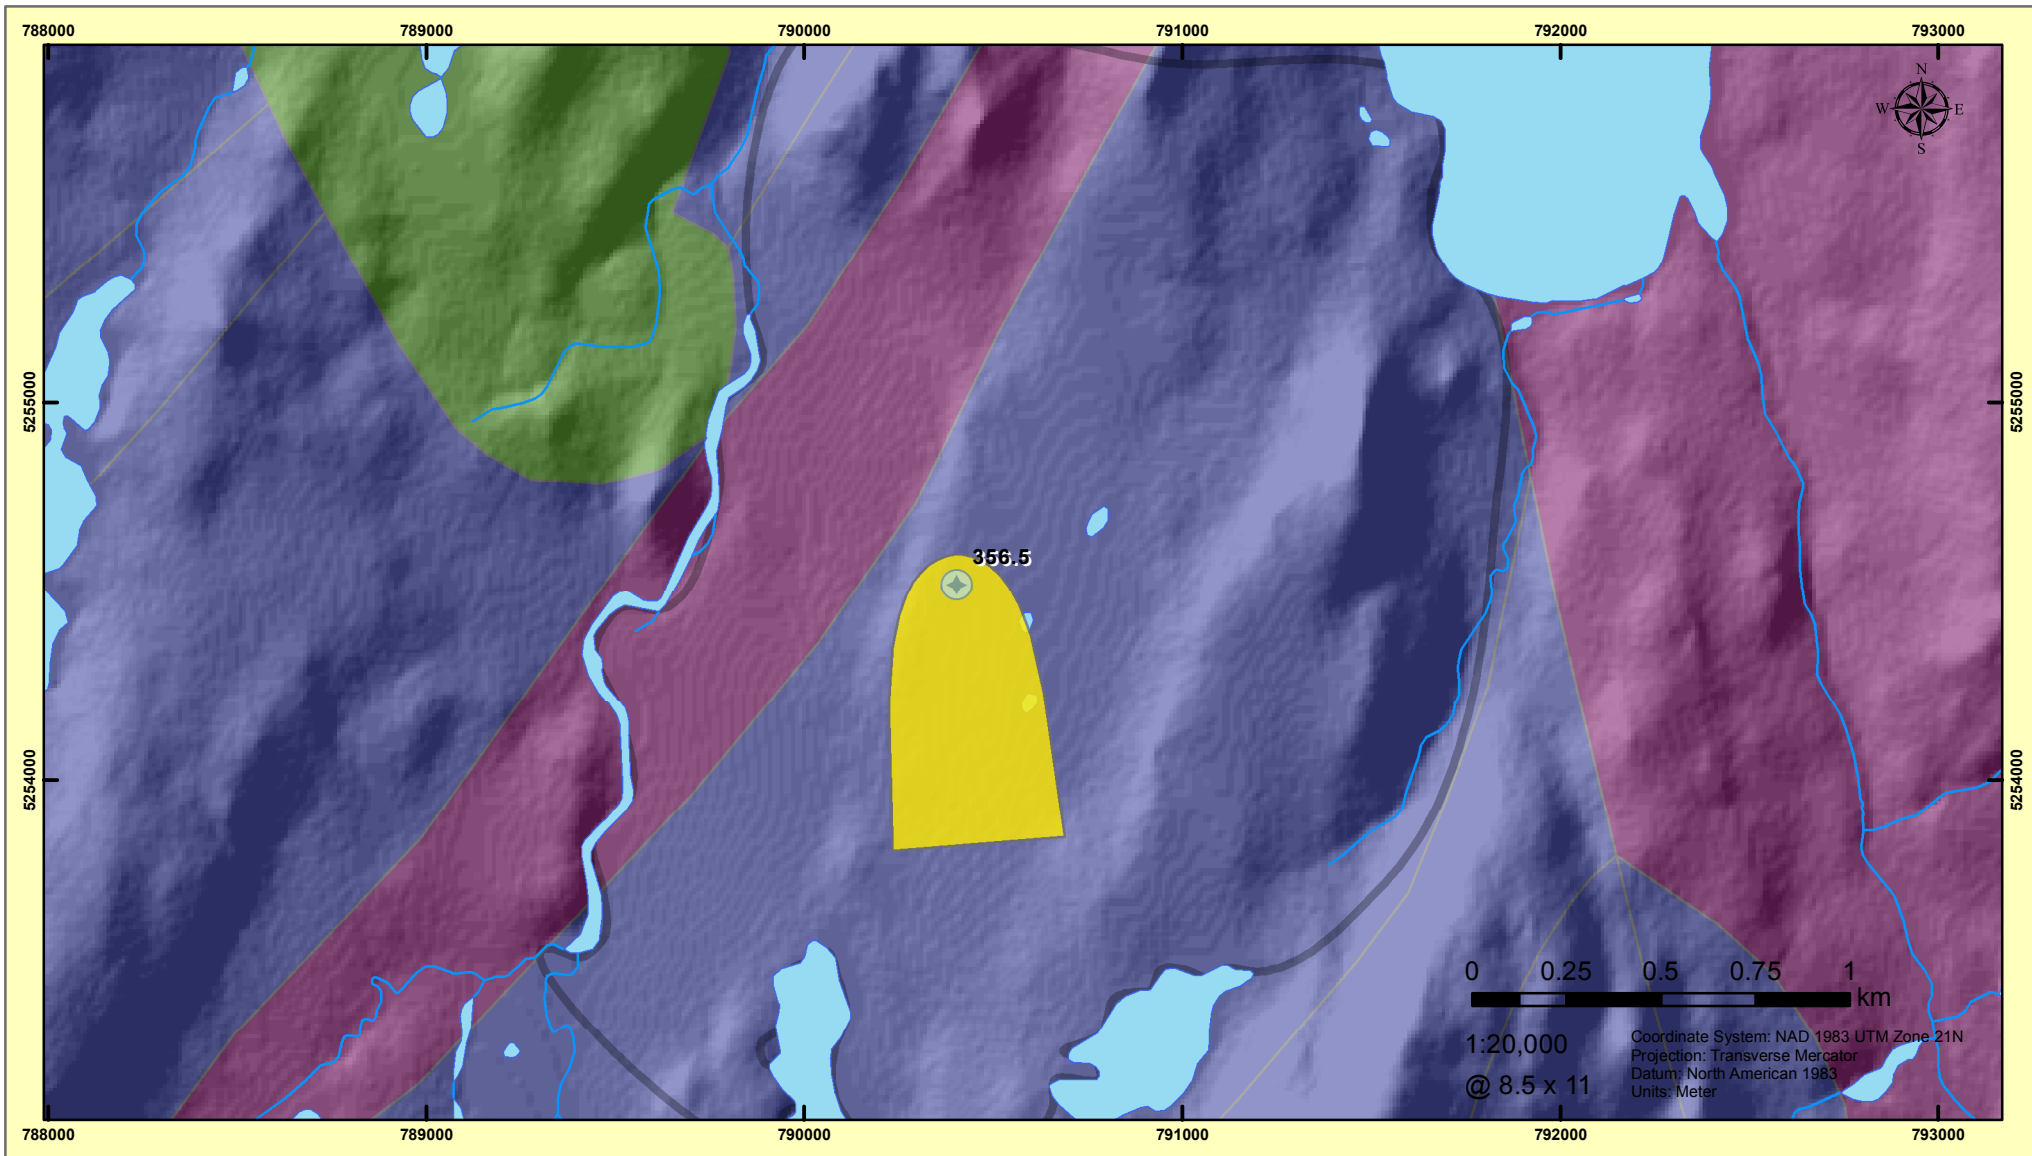 788000 789000 790000 791000 792000 793000
N
W E
S
5255000 5255000
356.5
5254000 5254000
0 0.25 0.5 0.75 1
km
1:20,000
@ 8.5 x 11
Coordinate System: NAD 1983 UTM Zone 21N
Projection: Transverse Mercator
Datum: North American 1983
Units: Meter
788000 789000 790000 791000 792000 793000